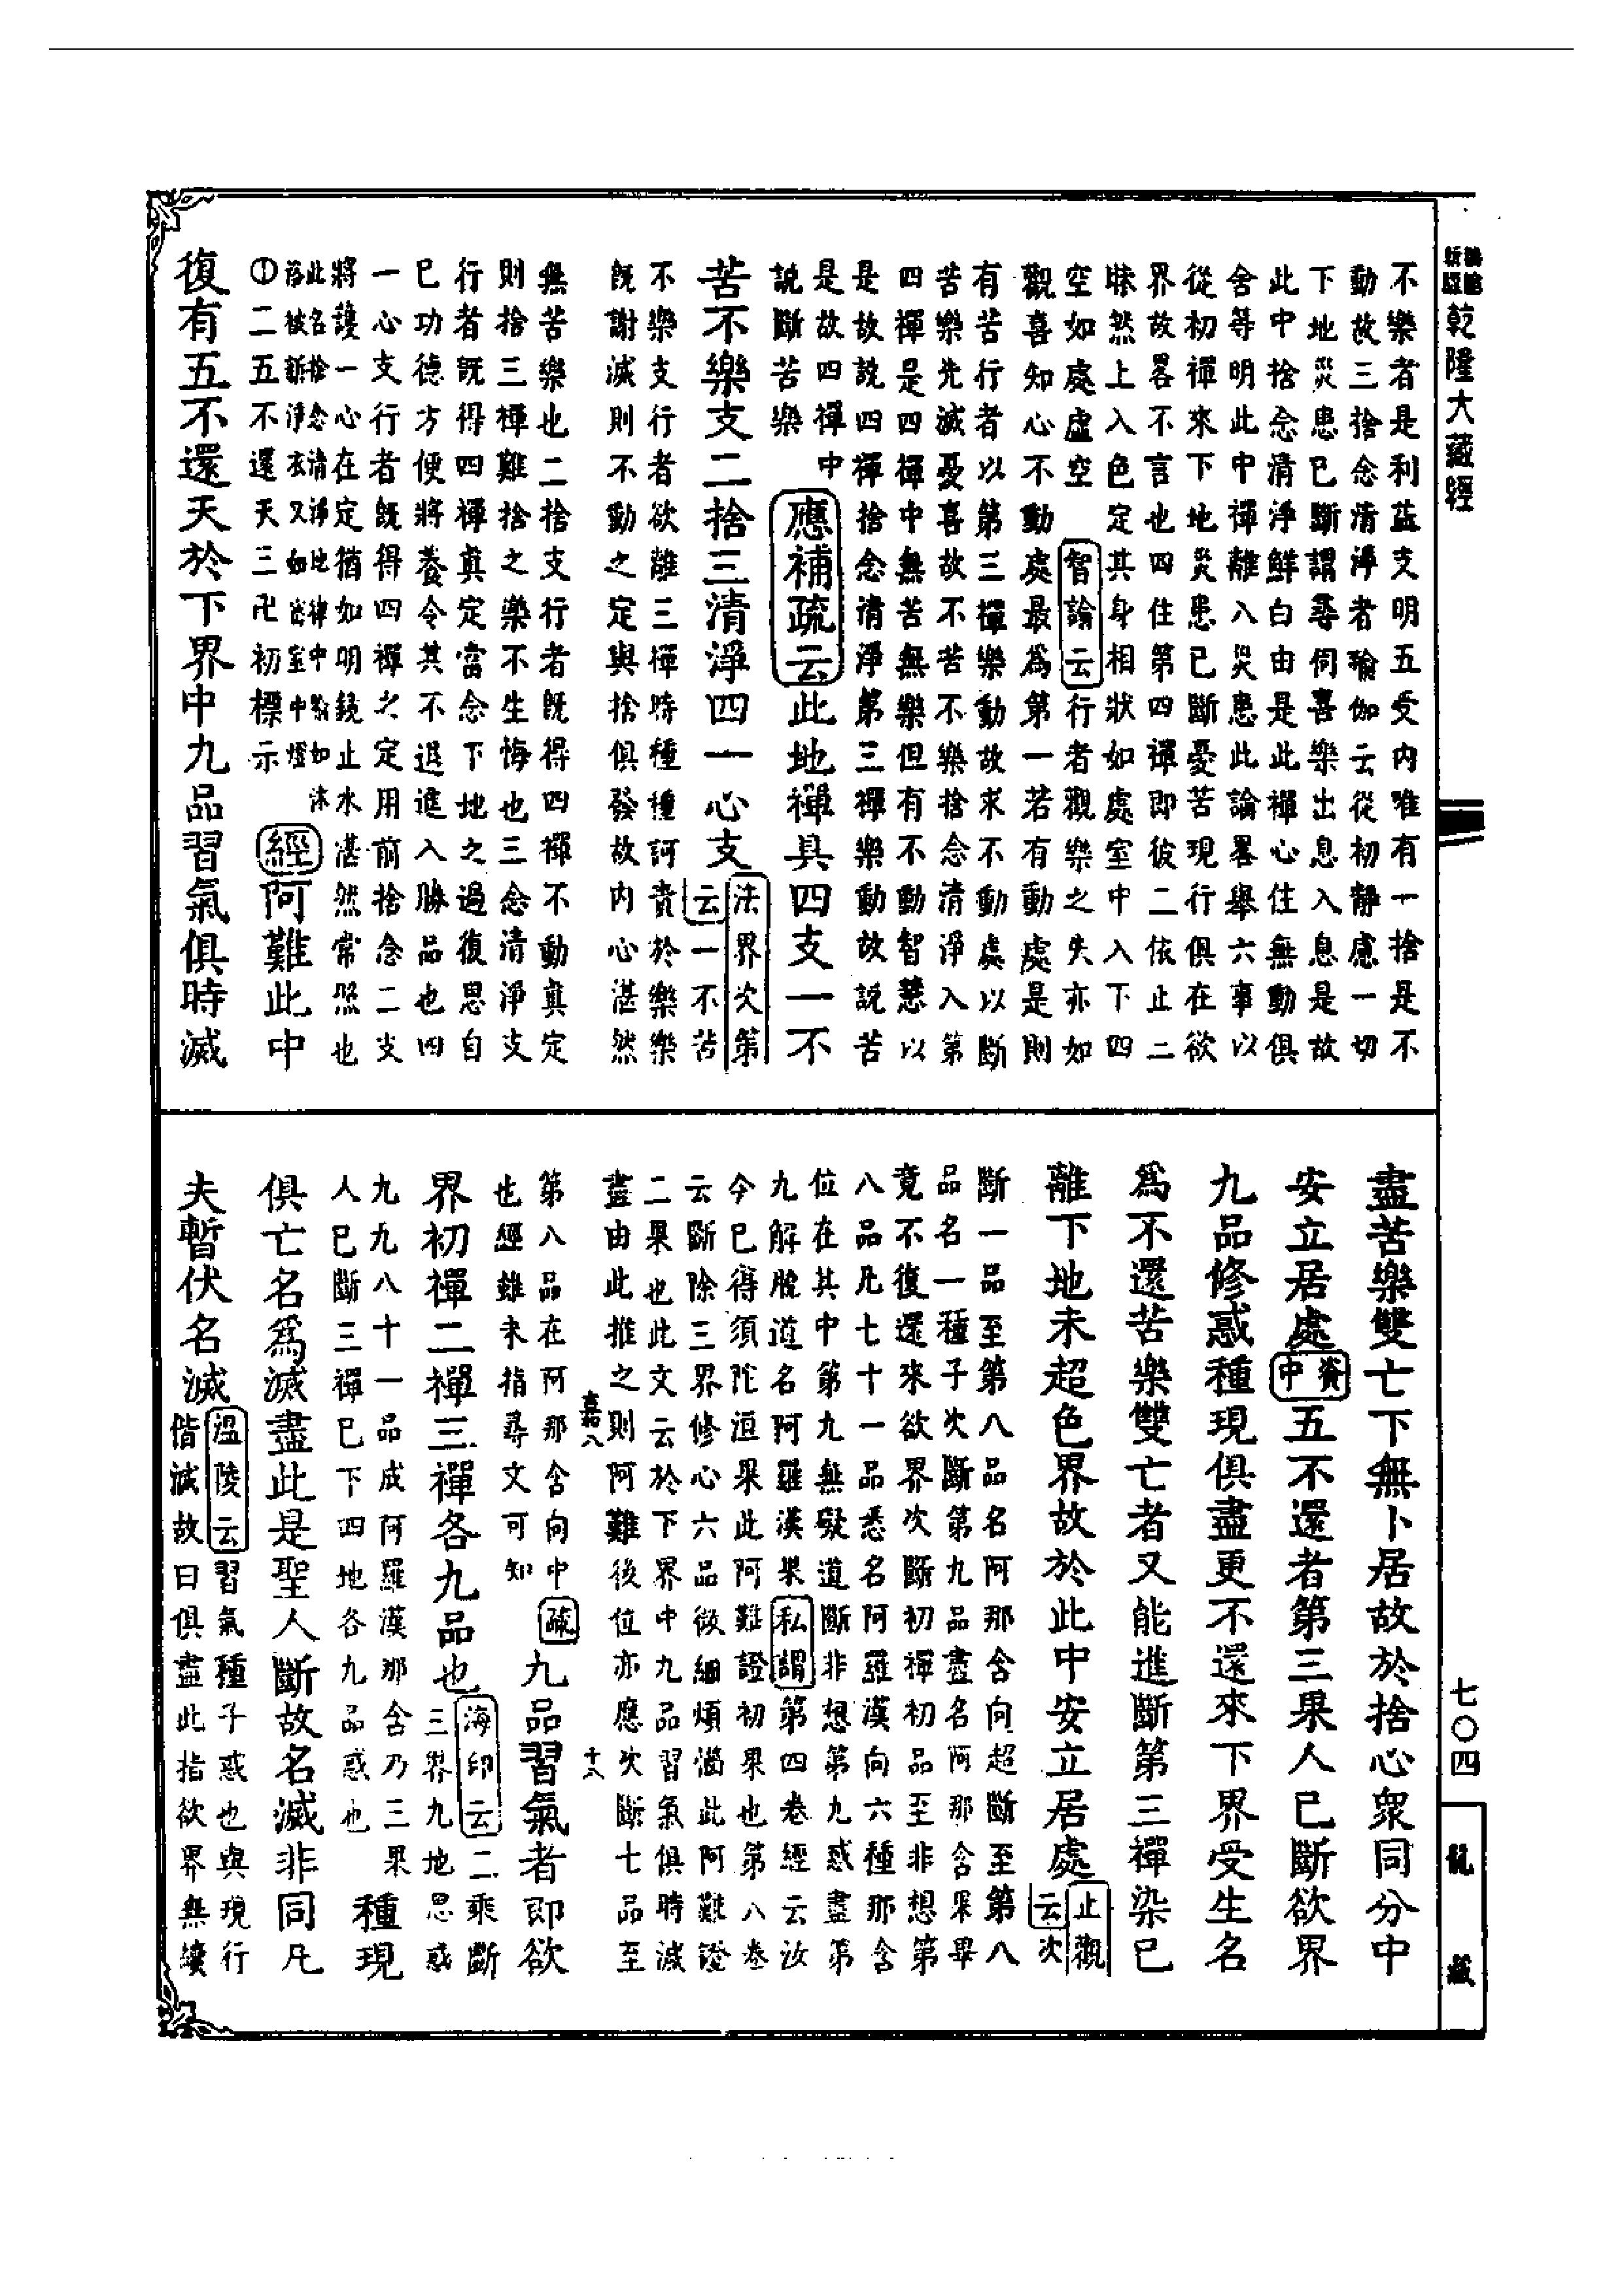 乾隆大藏經
不樂者是利益支明五受内唯有一捨是不
動故三捨念清淨者瑜伽云從初靜慮一切
下地災患已斷謂尋伺喜樂出息入息是故
此中捨念清淨鮮白由是此禪心住無動俱
舍等明此中禪離入災患此論畧舉六事以
從初禪來下地災患已斷憂苦現行俱在欲
界故畧不言也四住第四禪即彼二依止二
昧然上入色定其身相狀如處室中入下四
空如處虛空 智論云行者觀樂之失亦如
觀喜知心不動處最爲第一若有動處是則
有苦行者以第三禪樂動故求不動處以斷
苦樂先滅憂喜故不苦不樂捨念清淨入第
四禪是四禪中無苦無樂但有不動智慧以
是故說四禪捨念清淨第三禪樂動故說苦
是故四禪中
說斷苦樂
應補疏云此地禪具四支一不
苦不樂支二捨三清淨四一心支
法界次第
云一不苦
不樂支行者欲離三禪時種種訶責於樂樂
既謝滅則不動之定與捨俱發故内心湛然
無苦樂也二捨支行者既得四禪不動真定
則捨三禪難捨之樂不生悔也三念清淨支
行者既得四禪真定當念下地之過復思自
已功德方便將養令其不退進入勝品也四
一心支行者既得四禪之定用前捨念二支
將護一心在定猶如明鏡止水湛然常照也
此名捨念清淨地律中喻如沐
浴被新淨衣又如密室中燈
①二五不還天三卍初標示
經阿難此中
復有五不還天於下界中九品習氣俱時滅
盡苦樂雙亡下無卜居故於捨心衆同分中
安立居處資中五不還者第三果人已斷欲界
九品修惑種現俱盡更不還來下界受生名
爲不還苦樂雙亡者又能進斷第三禪染已
離下地未超色界故於此中安立居處
止觀
云次
斷一品至第八品名阿那含向超斷至第八
品名一種子次斷第九品盡名阿那含果畢
竟不復還來欲界次斷初禪初品至非想第
八品凡七十一品悉名阿羅漢向六種那含
位在其中第九無礙道斷非想第九惑盡第
九解脫道名阿羅漢果私謂第四卷經云汝
今已得須陀洹果此阿難證初果也第八卷
云斷除三界修心六品微細煩惱此阿難證
二果也此文云於下界中九品習氣俱時滅
盡由此推之則阿難後位亦應次斷七品至
嘉八 十六
第八品在阿那含向中
也經雖未指尋文可知
疏九品習氣者即欲
界初禪二禪三禪各九品也
海印云二乘斷
三界九地思惑
九九八十一品成阿羅漢那含乃三果
人已斷三禪已下四地各九品惑也
種現
俱亡名爲滅盡此是聖人斷故名滅非同凡
夫暫伏名滅
溫陵云習氣種子惑也與現行
偕滅故曰俱盡此指欲界無續
七〇四
龍藏